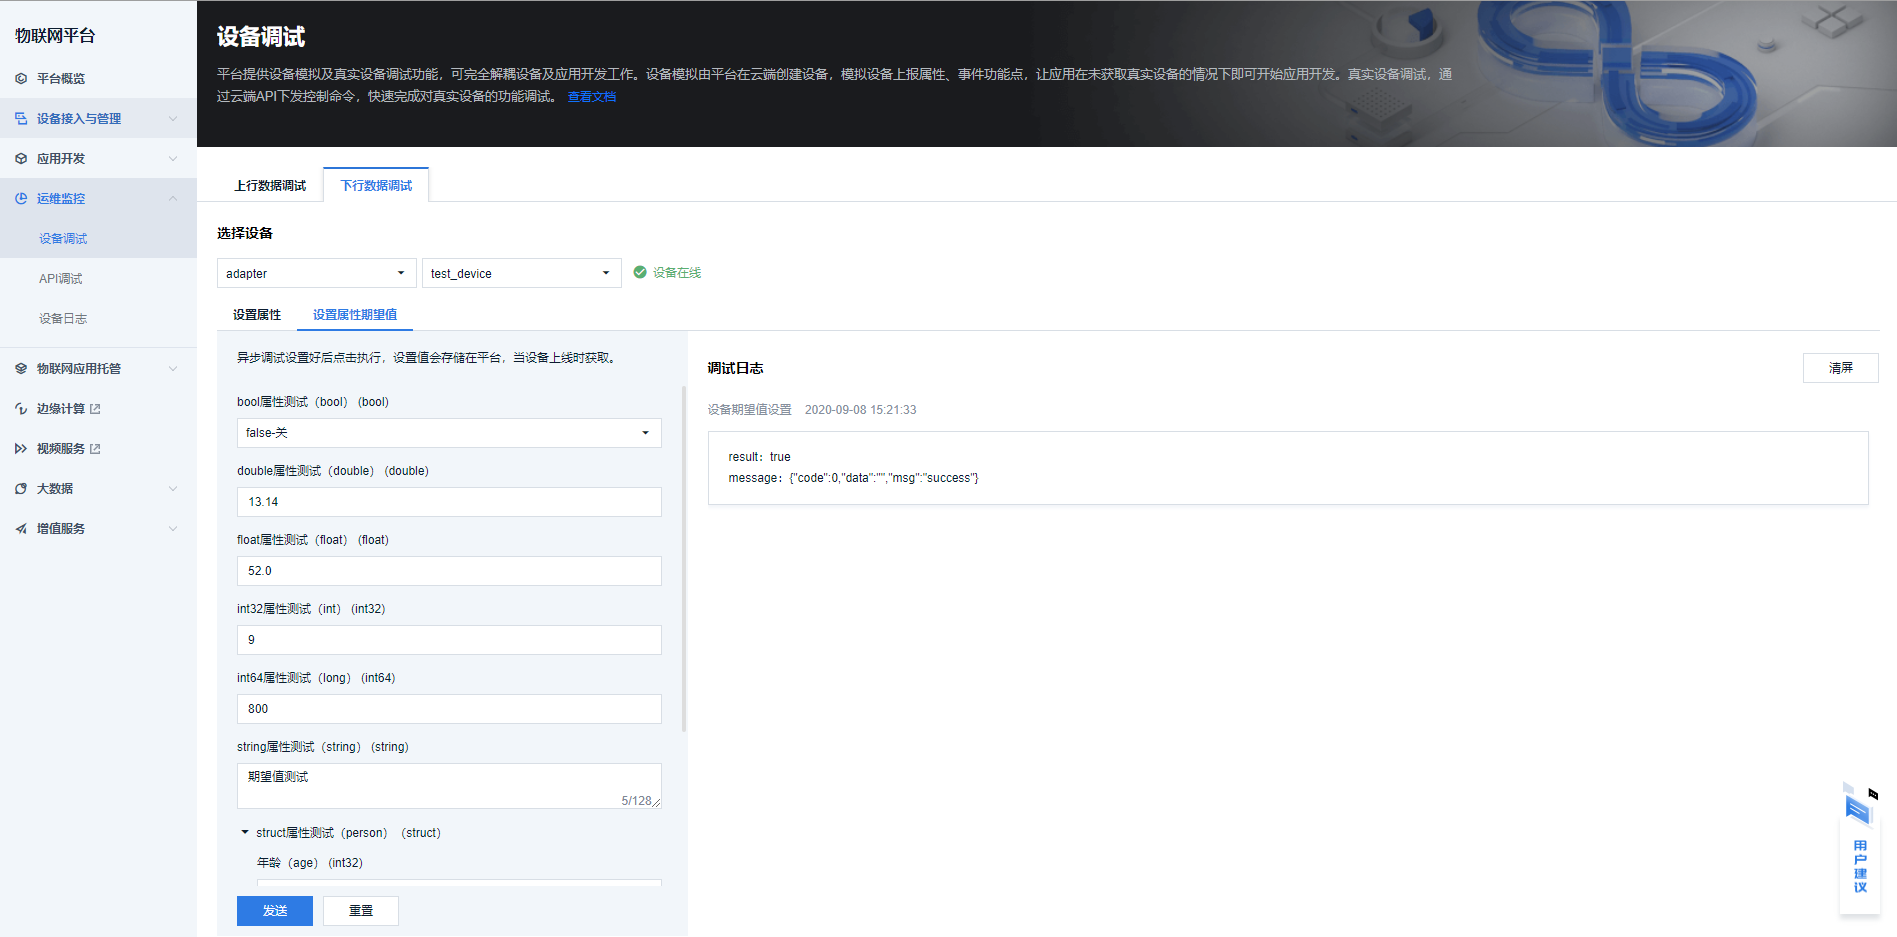 物联网平台
平台概览
设备接入与管理
应用开发
运维监控
设备调试
API调试
设备日志
物联网应用托管
边缘计算
视频服务
大数据
增值服务
设备调试
平台提供设备模拟及真实设备调试功能，可完全解耦设备及应用开发工作。设备模拟由平台在云端创建设备，模拟设备上报属性、事件功能点，让应用在未获取真实设备的情况下即可开始应用开发。真实设备调试，通
过云端API下发控制命令，快速完成对真实设备的功能调试。 查看文档
上行数据调试 下行数据调试
选择设备
adapter test_device 设备在线
设置属性 设置属性期望值
异步调试设置好后点击执行，设置值会存储在平台，当设备上线时获取。
bool属性测试（bool） (bool)
false-关
double属性测试（double） (double)
13.14
float属性测试（float） (float)
52.0
int32属性测试（int） (int32)
9
int64属性测试（long） (int64)
800
string属性测试（string） (string)
期望值测试
5/128
struct属性测试（person） （struct）
年龄（age） (int32)
发送 重置
调试日志 清屏
设备期望值设置 2020-09-08 15:21:33
result：true
message：{"code":0,"data":"","msg":"success"}
用户建议